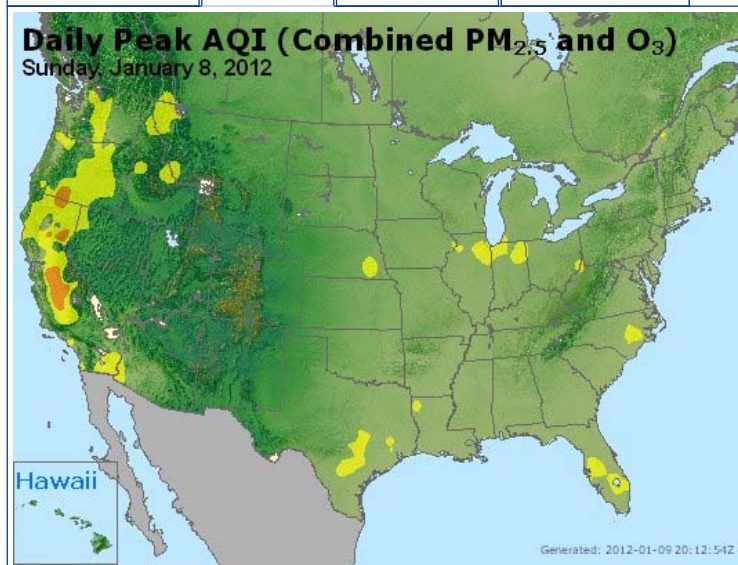 Daily Peak AQI (Combined PM2.5 and O3)
Sunday, January 8, 2012
Hawaii
Generated: 2012-01-09 20:12:54Z